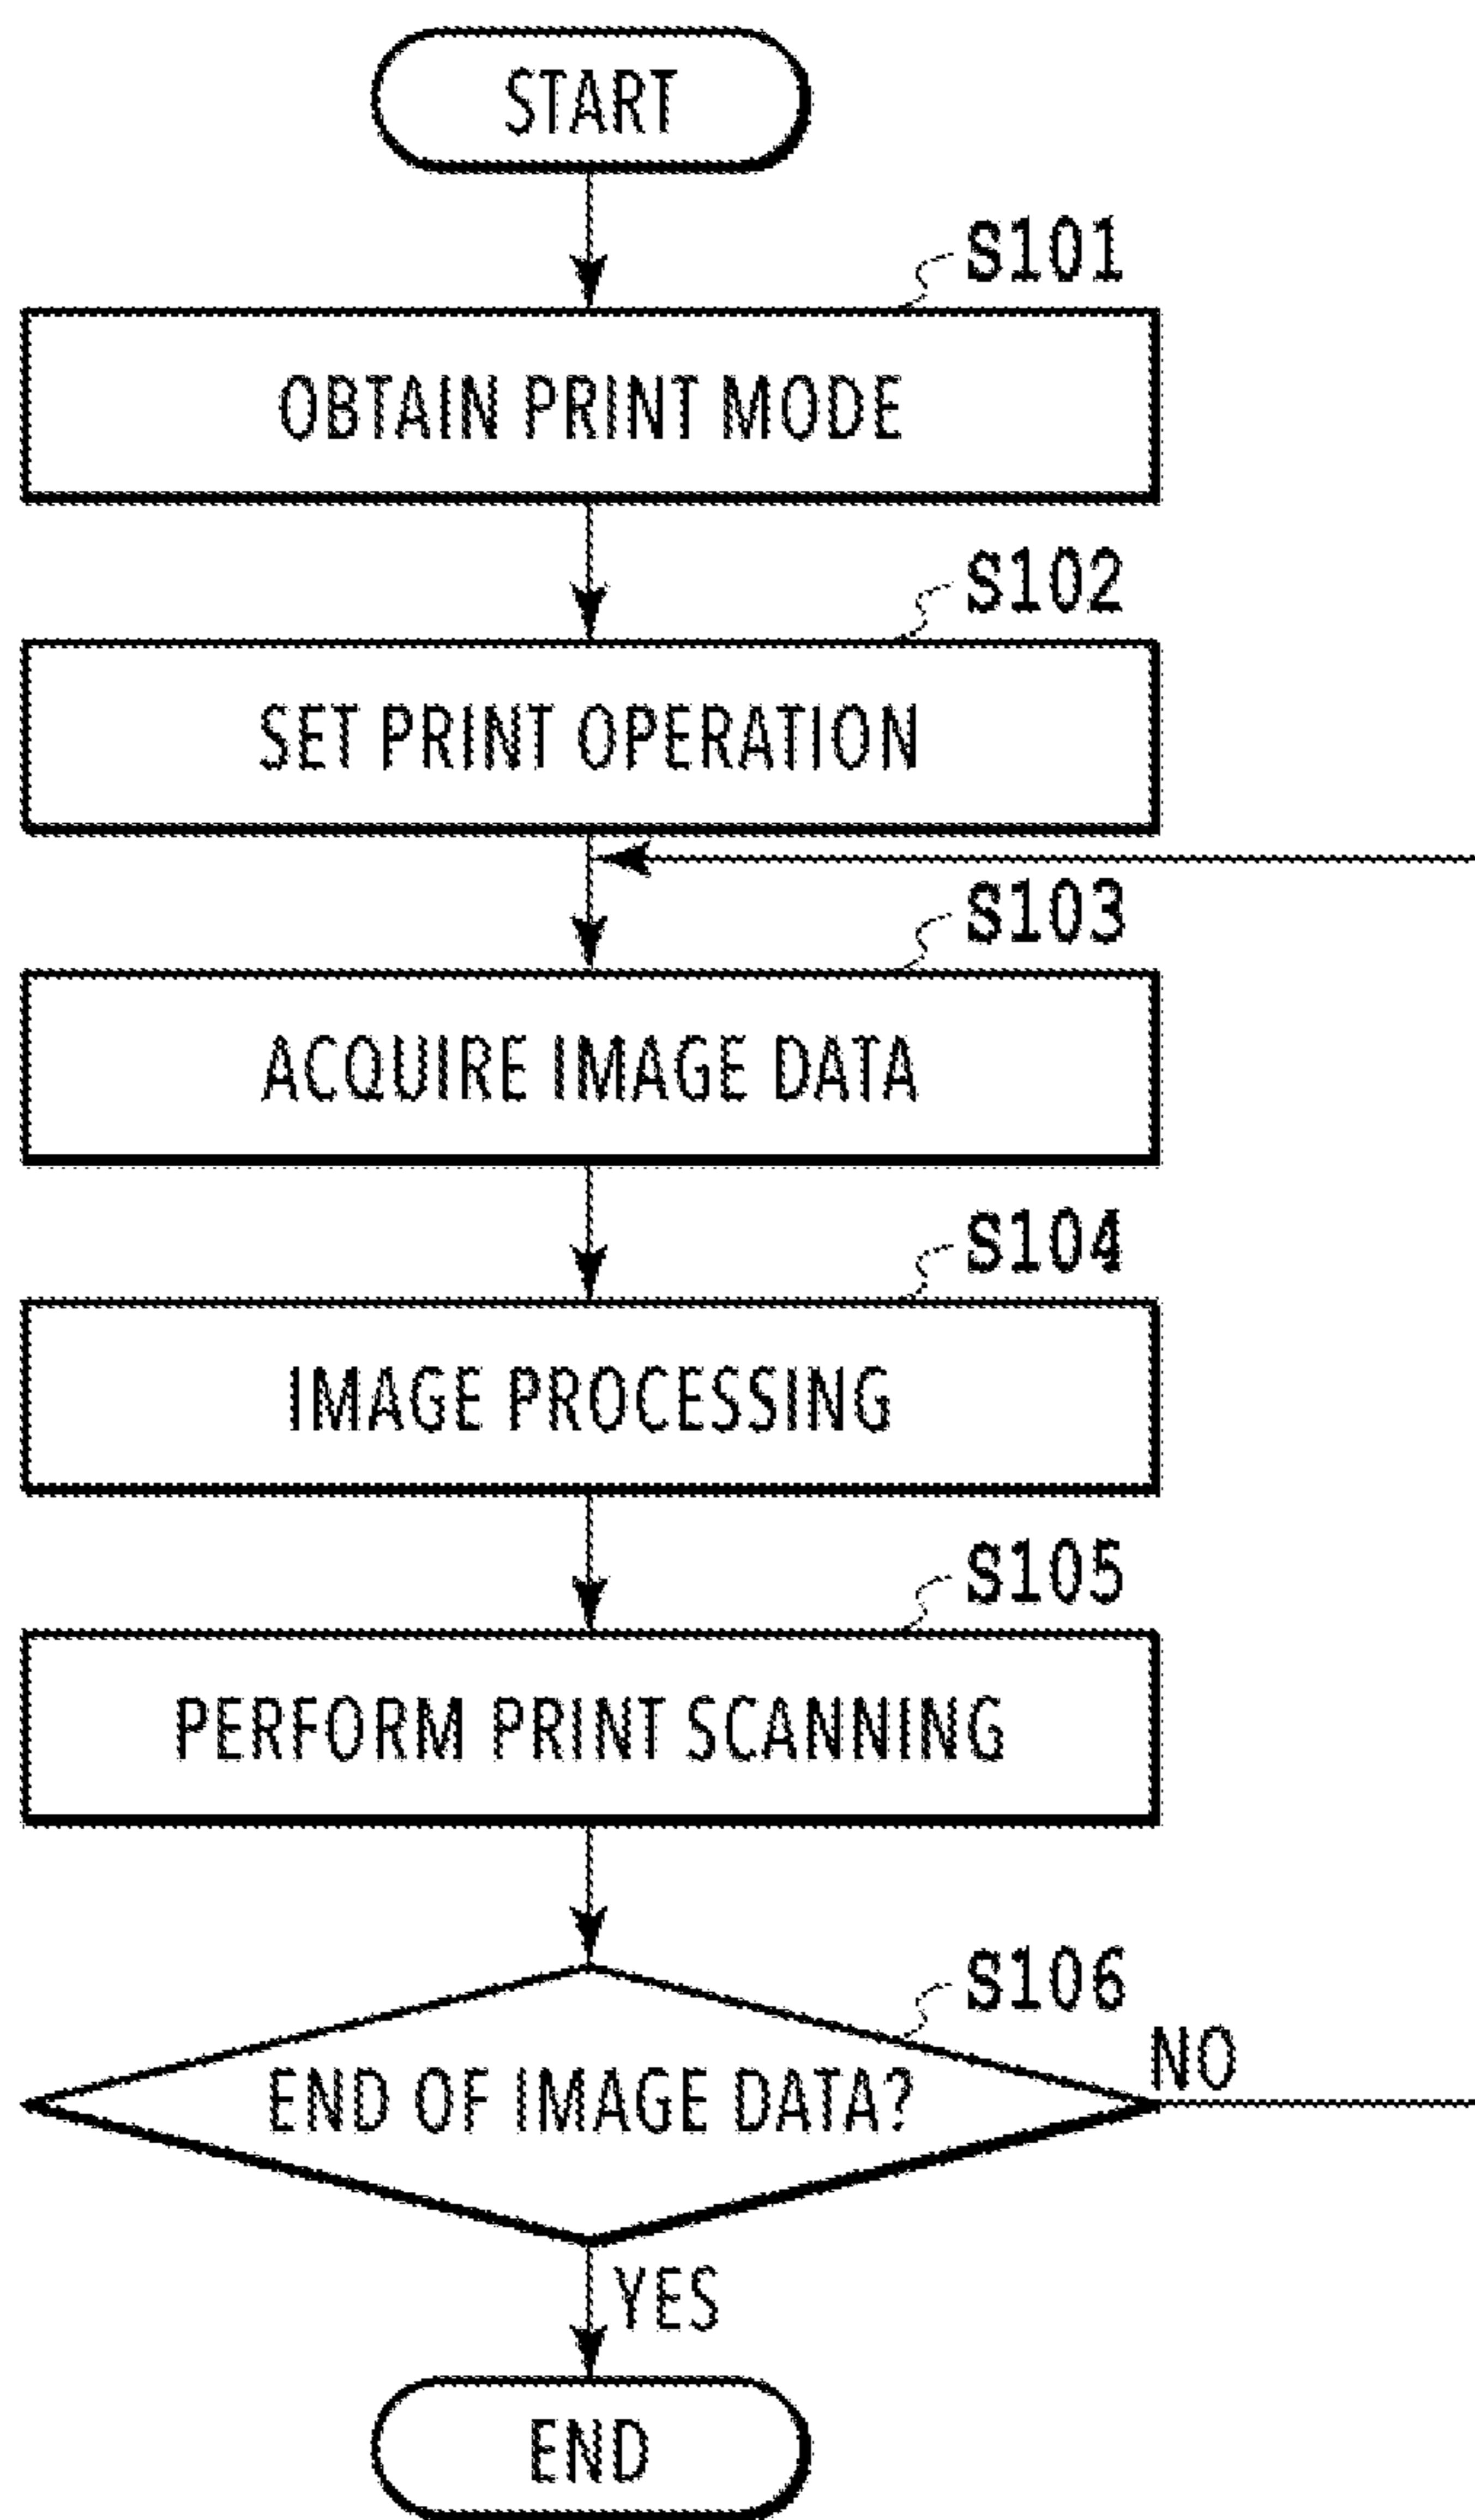 START
S101
OBTAIN PRINT MODE
S102
SET PRINT OPERATION
S103
ACQUIRE IMAGE DATA
S104
IMAGE PROCESSING
S105
PERFORM PRINT SCANNING
S106
NO
END OF IMAGE DATA?
YES
END